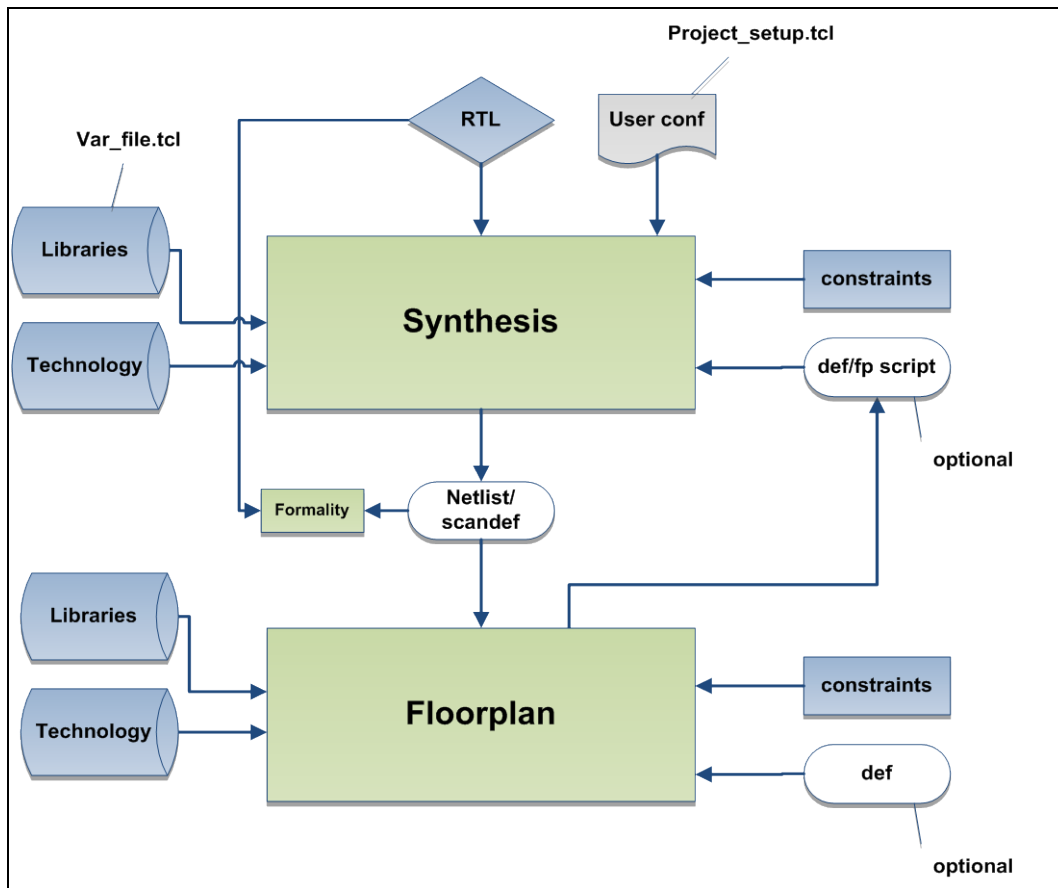 Project_setup.tcl
RTL
User conf
Var_file.tcl
Libraries
Synthesis
constraints
Technology
def/fp script
optional
Formality
Netlist/
scandef
Libraries
Floorplan
constraints
Technology
def
optional